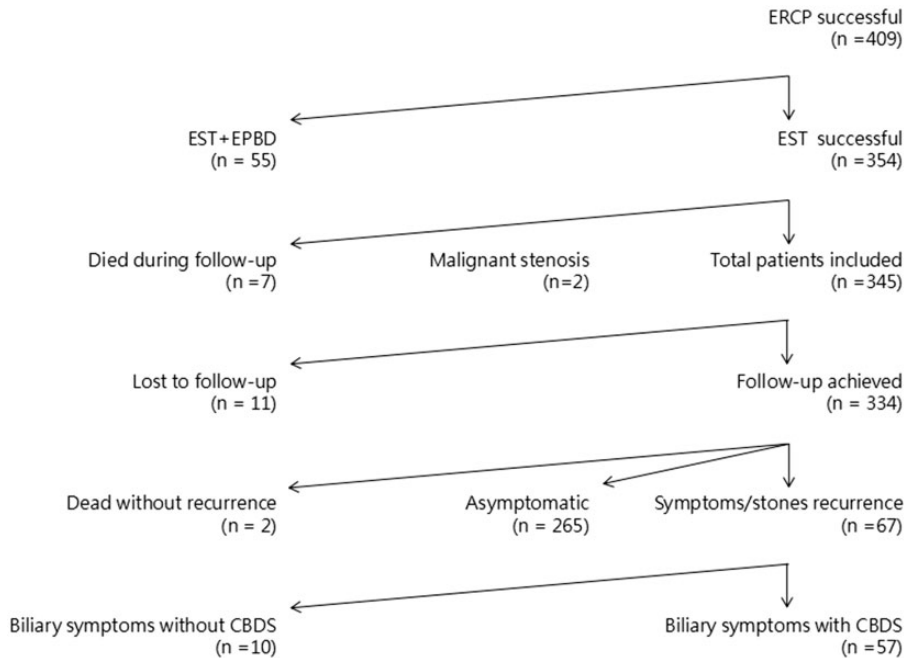 ERCP successful
(n =409)
EST+EPBD
(n = 55)
EST  successful
(n =354)
Died during follow-up
(n =7)
Malignant stenosis
(n=2)
Total patients included
(n =345)
Lost to follow-up
(n = 11)
Follow-up achieved
(n = 334)
Dead without recurrence
(n = 2)
Asymptomatic
(n = 265)
Symptoms/stones recurrence
(n =67)
Biliary symptoms without CBDS
(n =10)
Biliary symptoms with CBDS
(n =57)